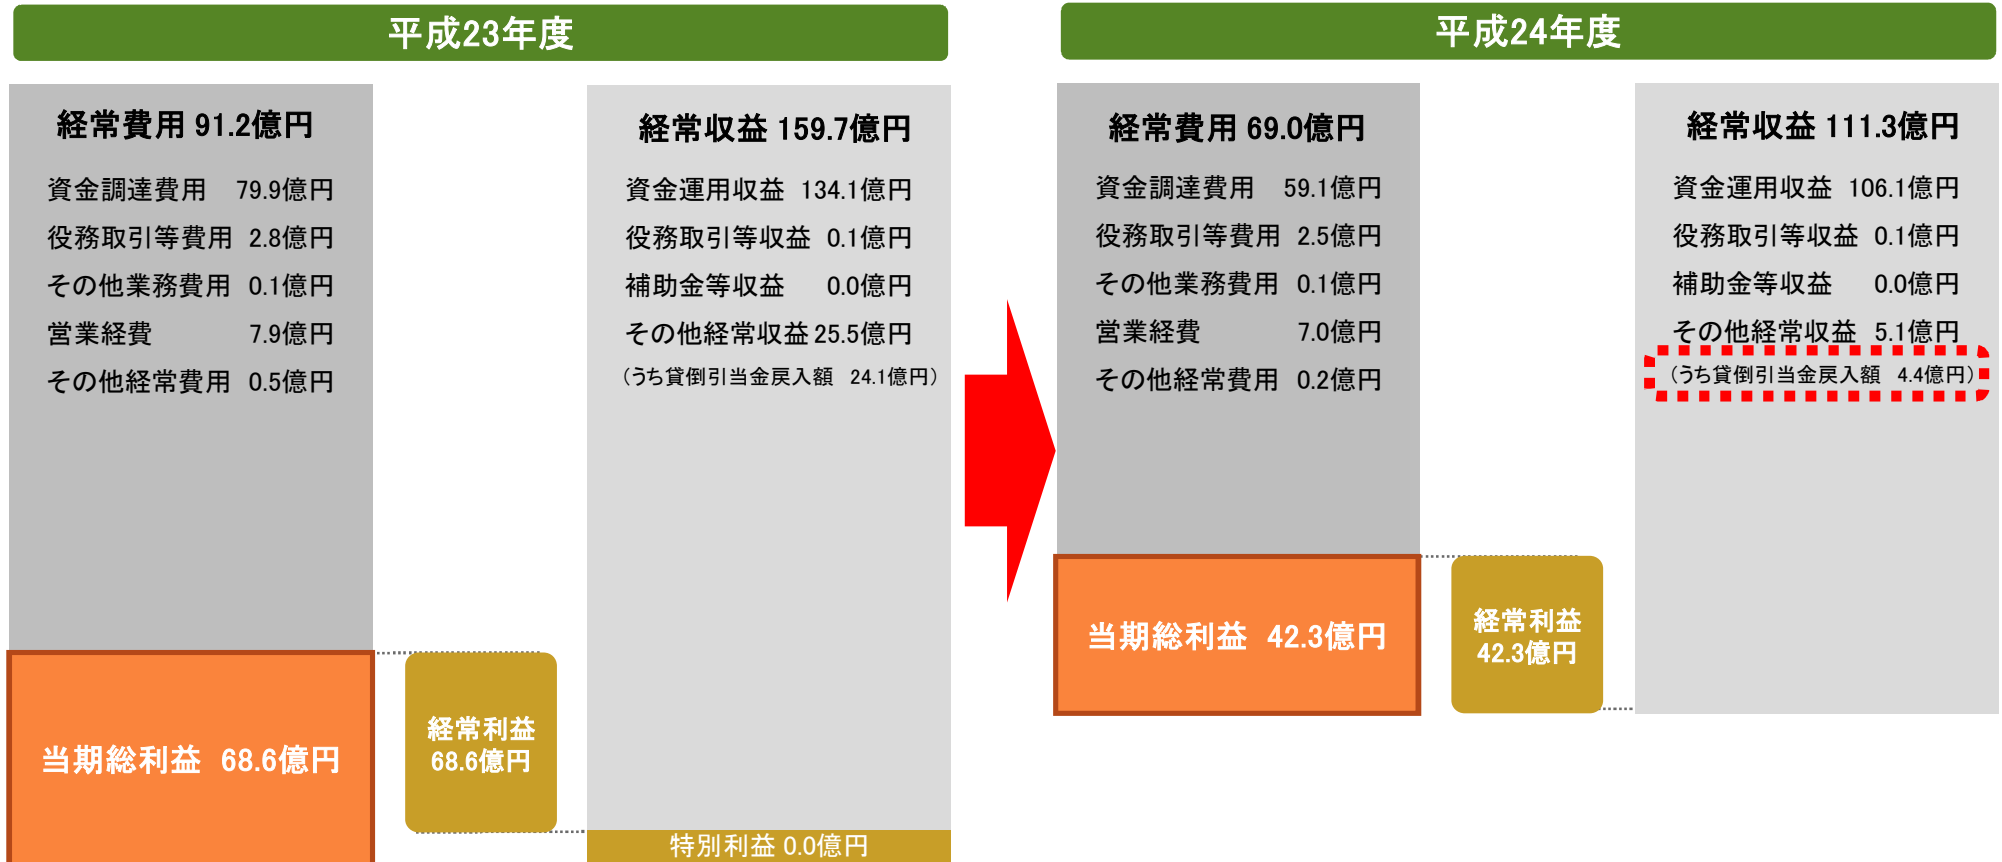 平成23年度
経常費用 91.2億円
資金調達費用 79.9億円
役務取引等費用 2.8億円
その他業務費用 0.1億円
営業経費 7.9億円
その他経常費用 0.5億円
当期総利益 68.6億円
経常利益
68.6億円
経常収益 159.7億円
資金運用収益 134.1億円
役務取引等収益 0.1億円
補助金等収益 0.0億円
その他経常収益 25.5億円
（うち貸倒引当金戻入額 24.1億円）
特別利益 0.0億円
平成24年度
経常費用 69.0億円
資金調達費用 59.1億円
役務取引等費用 2.5億円
その他業務費用 0.1億円
営業経費 7.0億円
その他経常費用 0.2億円
当期総利益 42.3億円
経常利益
42.3億円
経常収益 111.3億円
資金運用収益 106.1億円
役務取引等収益 0.1億円
補助金等収益 0.0億円
その他経常収益 5.1億円
（うち貸倒引当金戻入額 4.4億円）